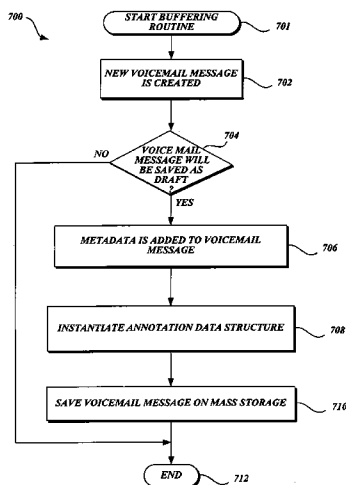 700
START BUFFERING
ROUTINE
701
NEW VOICEMAIL MESSAGE
IS CREATED
702
704
NO
VOICE MAIL
MESSAGE WILL
BE SAVED AS
DRAFT
?
YES
METADATA IS ADDED TO VOICEMAIL
MESSAGE
706
INSTANTIATE ANNOTATION DATA STRUCTURE
708
SAVE VOICEMAIL MESSAGE ON MASS STORAGE
710
END
712